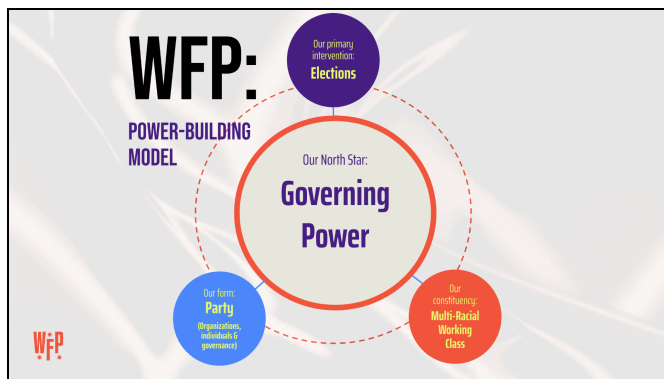 WFP:
POWER-BUILDING
MODEL
Our primary
intervention:
Elections
Our North Star:
Governing
Power
Our form:
Party
(Organizations,
individuals &
governance)
Our
constituency:
Multi-Racial
Working
Class
WFP